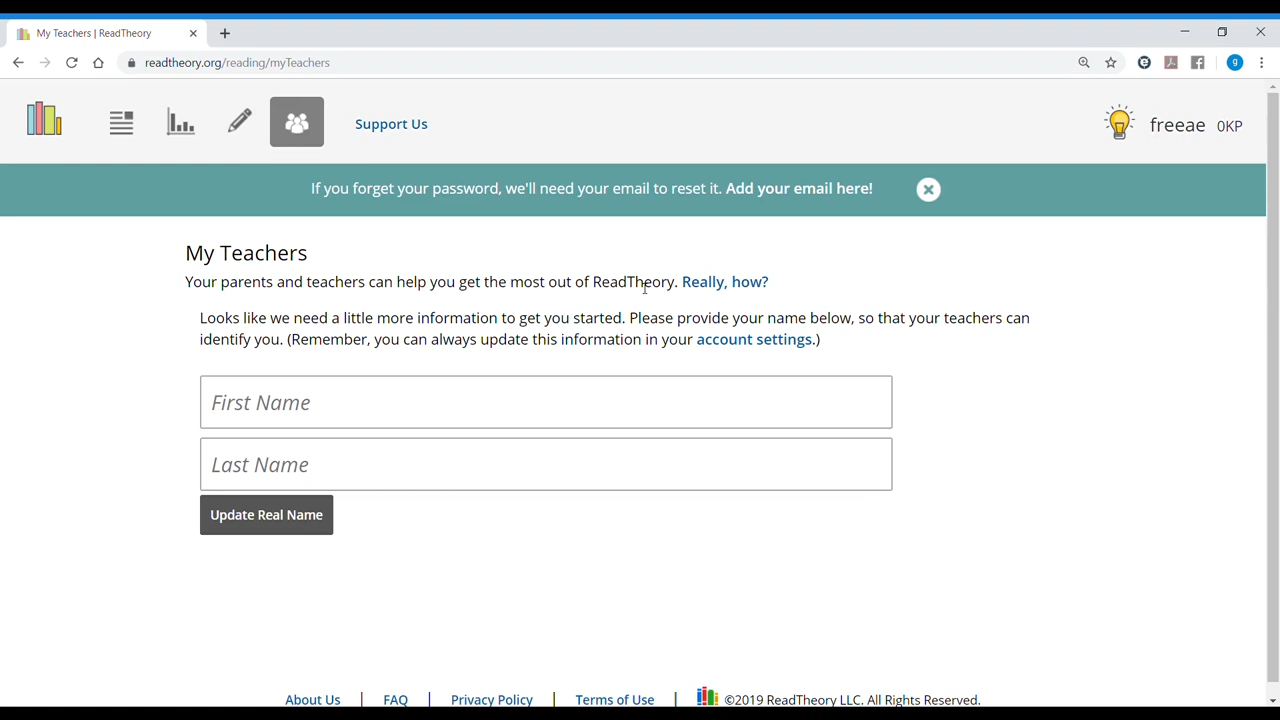 My Teachers | ReadTheory
readtheory.org/reading/myTeachers
g
Support Us
freeae 0KP
If you forget your password, we'll need your email to reset it. Add your email here!
My Teachers
Your parents and teachers can help you get the most out of ReadTheory. Really, how?
Looks like we need a little more information to get you started. Please provide your name below, so that your teachers can
identify you. (Remember, you can always update this information in your account settings.)
First Name
Last Name
Update Real Name
About Us | FAQ | Privacy Policy | Terms of Use | ©2019 ReadTheory LLC. All Rights Reserved.